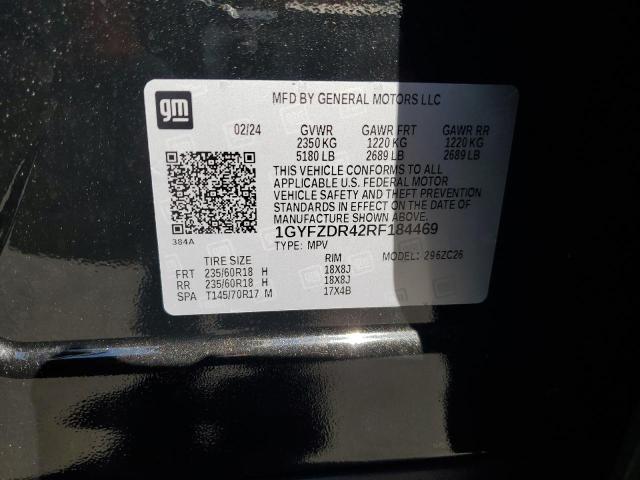 gm
MFD BY GENERAL MOTORS LLC
02/24 GVWR GAWR FRT GAWR RR
2350 KG 1220 KG 1220 KG
5180 LB 2689 LB 2689 LB
THIS VEHICLE CONFORMS TO ALL
APPLICABLE U.S. FEDERAL MOTOR
VEHICLE SAFETY AND THEFT PREVENTION
STANDARDS IN EFFECT ON THE DATE OF
MANUFACTURE SHOWN ABOVE.
384A
1GYFZDR42RF184469
TYPE: MPV MODEL: 296ZC26
TIRE SIZE RIM
FRT 235/60R18 H 18X8J
RR 235/60R18 H 18X8J
SPA T145/70R17 M 17X4B